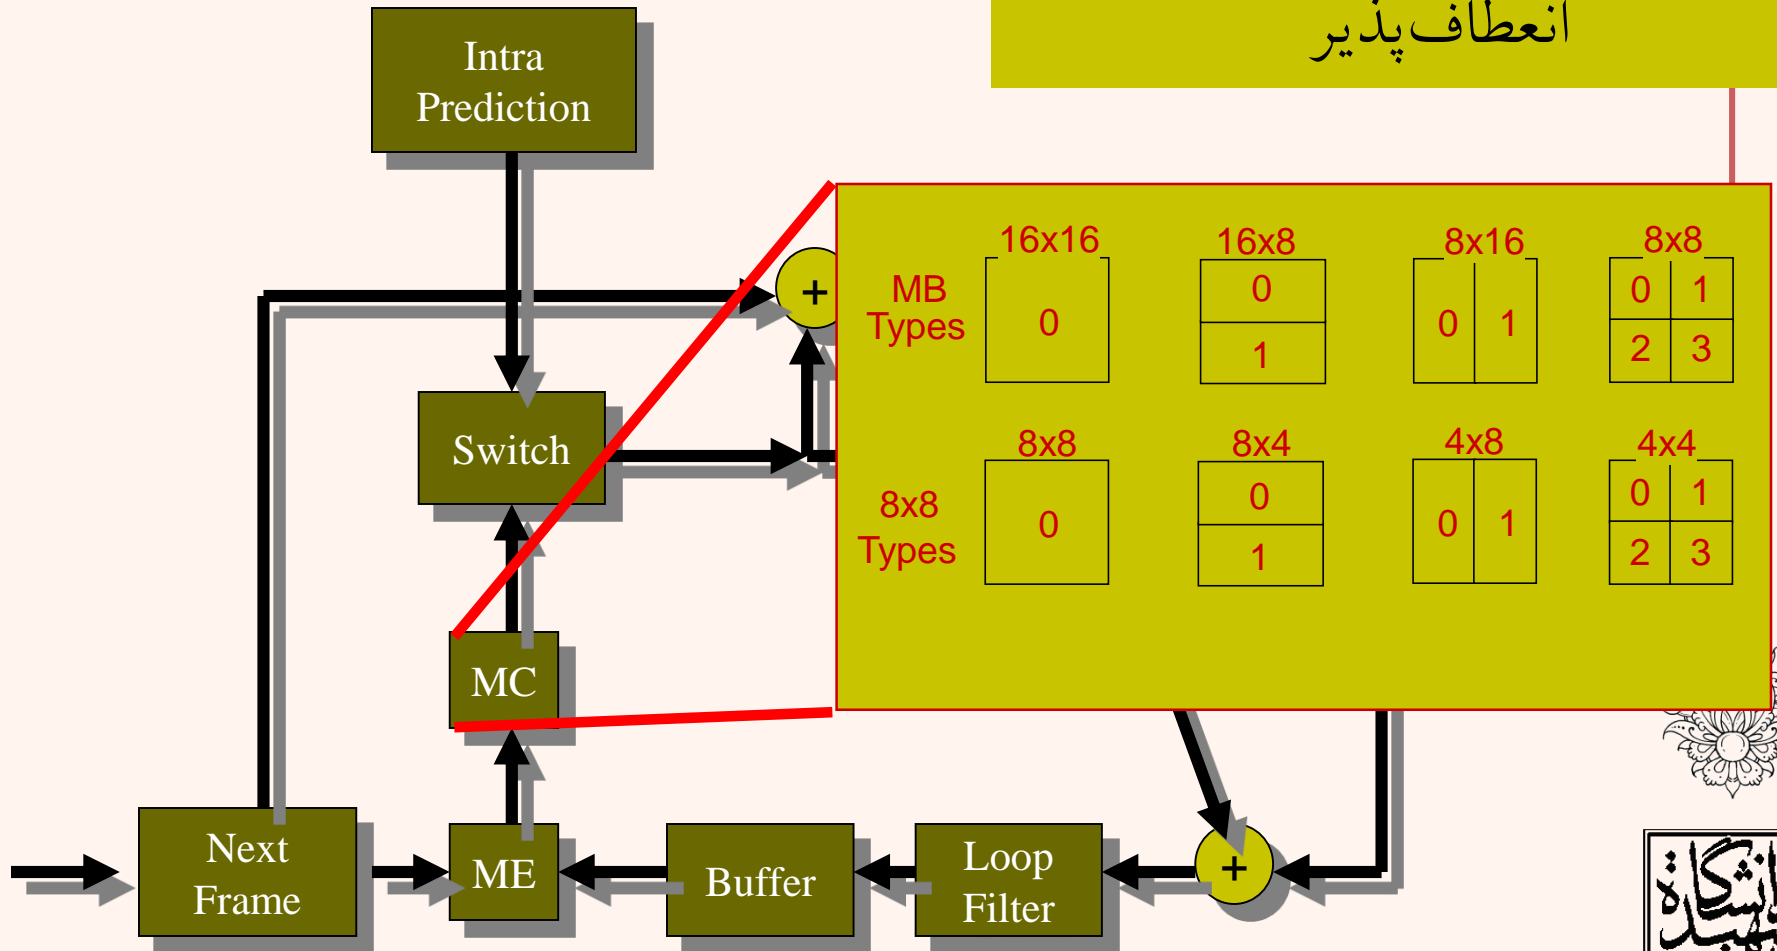 انعطاف‌پذیر
Intra
Prediction
16x16 16x8 8x16 8x8
MB
Types
0 0 1 0 1 0 1 2 3
+
Switch
8x8 8x4 4x8 4x4
8x8
Types
0 0 1 0 1 0 1 2 3
MC
Next
Frame
ME
Buffer
Loop
Filter
+